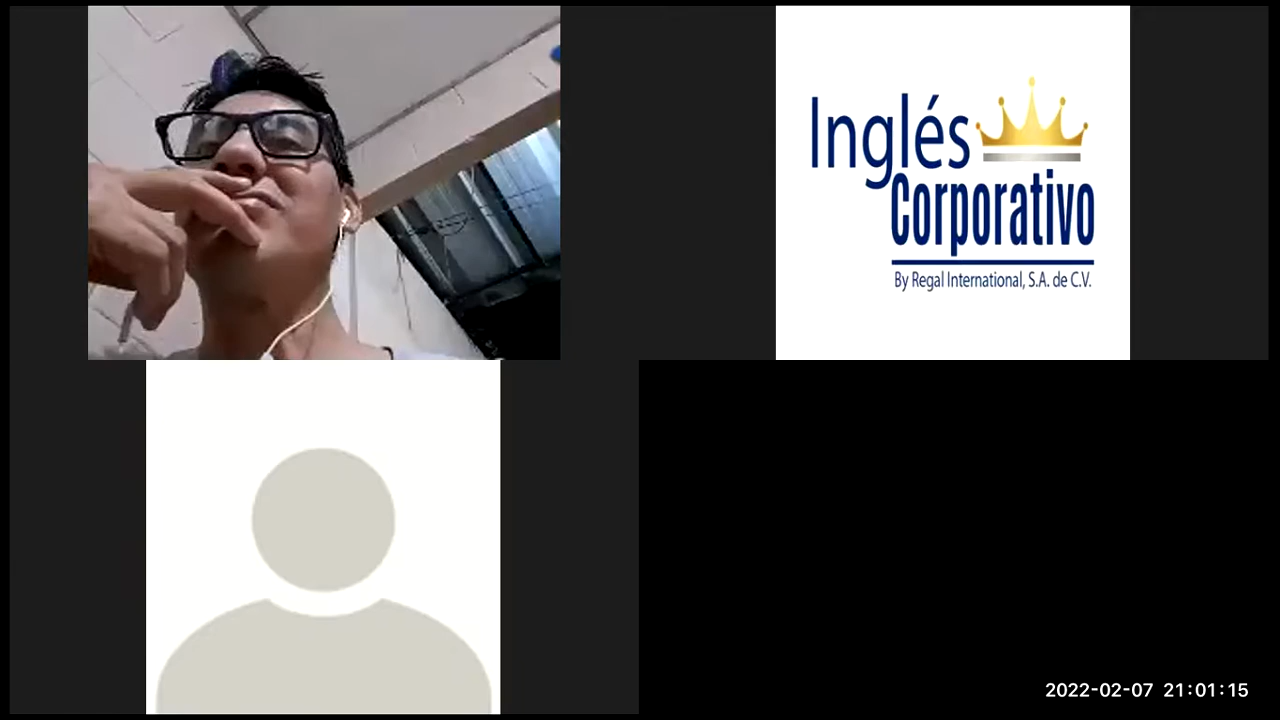 Inglés
Corporativo
By Regal International, S.A. de C.V.
2022-02-07 21:01:15